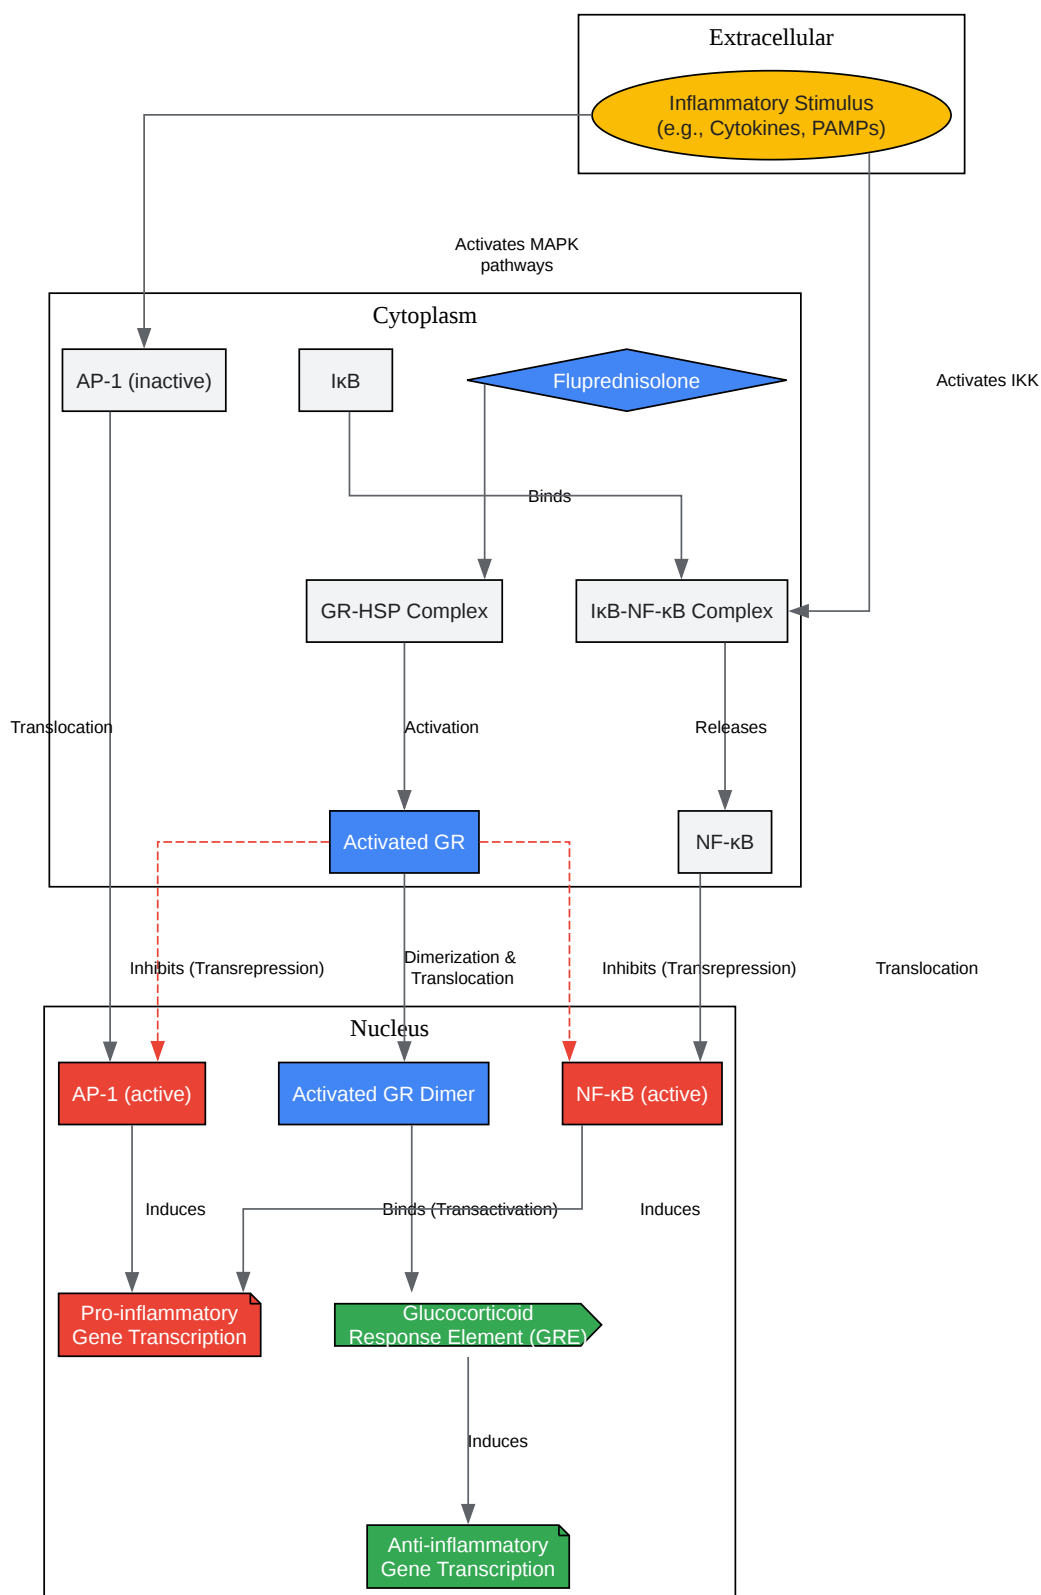 Extracellular
Inflammatory Stimulus
(e.g., Cytokines, PAMPs)
Activates MAPK
pathways
Cytoplasm
AP-1 (inactive)
IκB
Fluprednisolone
Activates IKK
Binds
GR-HSP Complex
IκB-NF-κB Complex
Translocation
Activation
Releases
Activated GR
NF-κB
Inhibits (Transrepression)
Dimerization &
Translocation
Inhibits (Transrepression)
Translocation
Nucleus
AP-1 (active)
Activated GR Dimer
NF-κB (active)
Induces
Binds (Transactivation)
Induces
Pro-inflammatory
Gene Transcription
Glucocorticoid
Response Element (GRE)
Induces
Anti-inflammatory
Gene Transcription